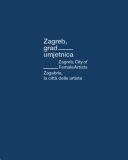 Zagreb,
grad
umjetnica
Zagreb, City of
Female Artists
Zagabria,
la città delle artiste